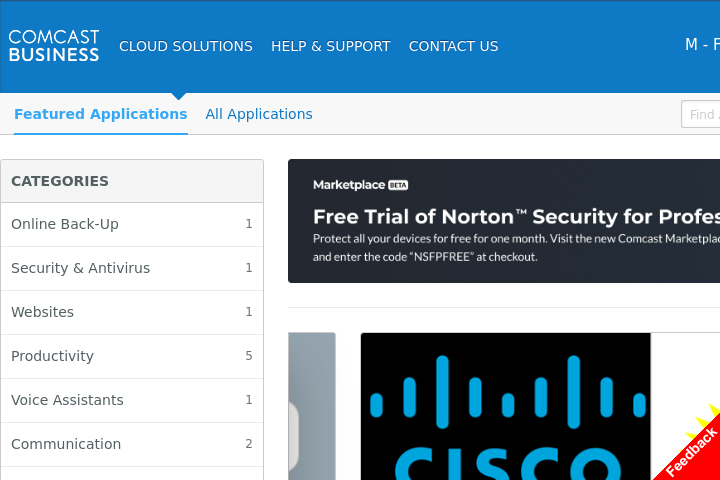 COMCAST
BUSINESS
CLOUD SOLUTIONS
HELP & SUPPORT
CONTACT US
M - F
Featured Applications
All Applications
Find
CATEGORIES
Online Back-Up 1
Security & Antivirus 1
Websites 1
Productivity 5
Voice Assistants 1
Communication 2
Marketplace BETA
Free Trial of Norton™ Security for Profes
Protect all your devices for free for one month. Visit the new Comcast Marketplac
and enter the code “NSFPFREE” at checkout.
CISCO
Feedback